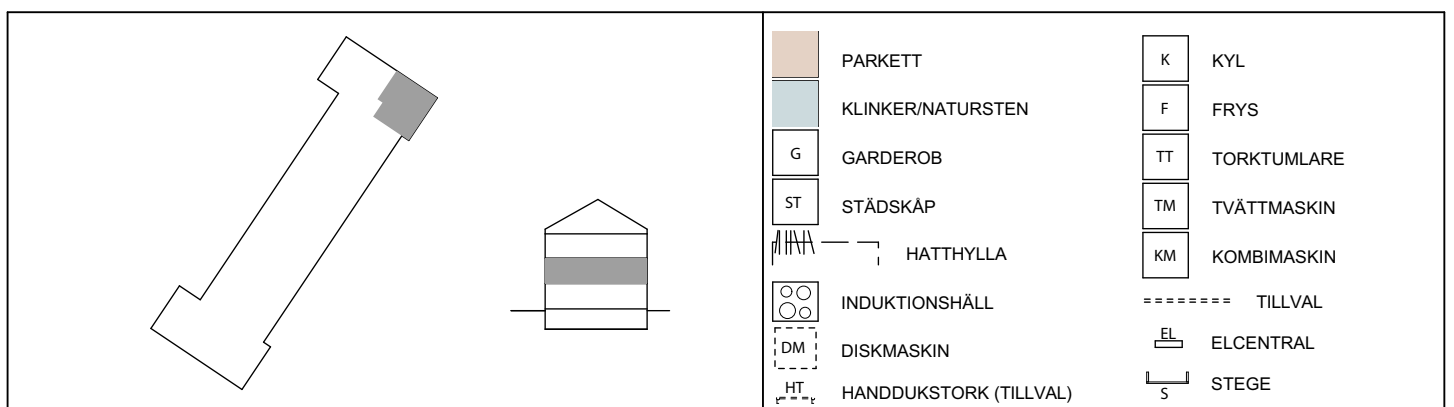 PARKETT
KLINKER/NATURSTEN
G GARDEROB
ST STÄDSKÅP
HATTHYLLA
INDUKTIONSHÄLL
DM DISKMASKIN
HT HANDDUKSTORK (TILLVAL)
K KYL
F FRYS
TT TORKTUMLARE
TM TVÄTTMASKIN
KM KOMBIMASKIN
TILLVAL
EL ELCENTRAL
S STEGE